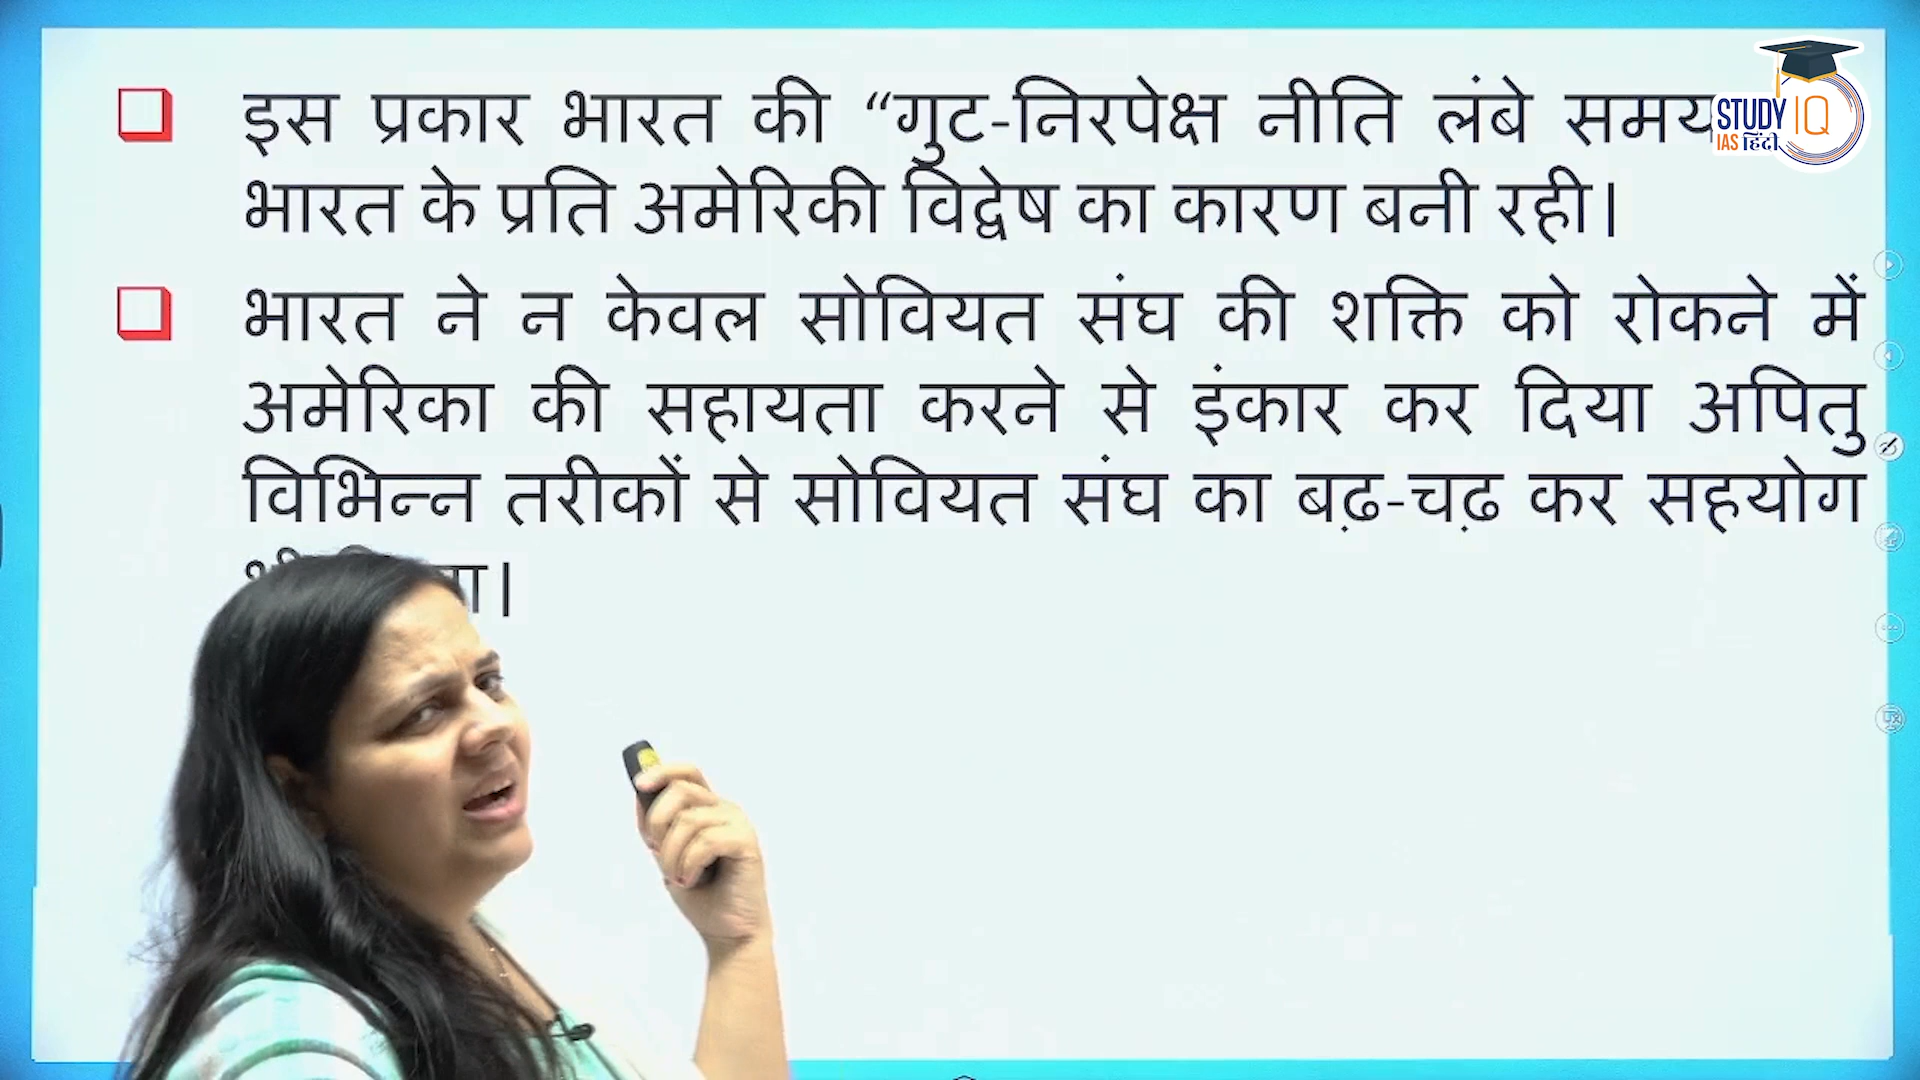 इस प्रकार भारत की “गुट-निरपेक्ष नीति लंबे समय
भारत के प्रति अमेरिकी विद्वेष का कारण बनी रही।
भारत ने न केवल सोवियत संघ की शक्ति को रोकने में
अमेरिका की सहायता करने से इंकार कर दिया अपितु
विभिन्न तरीकों से सोवियत संघ का बढ़-चढ़ कर सहयोग
STUDY IQ
IAS हिंदी